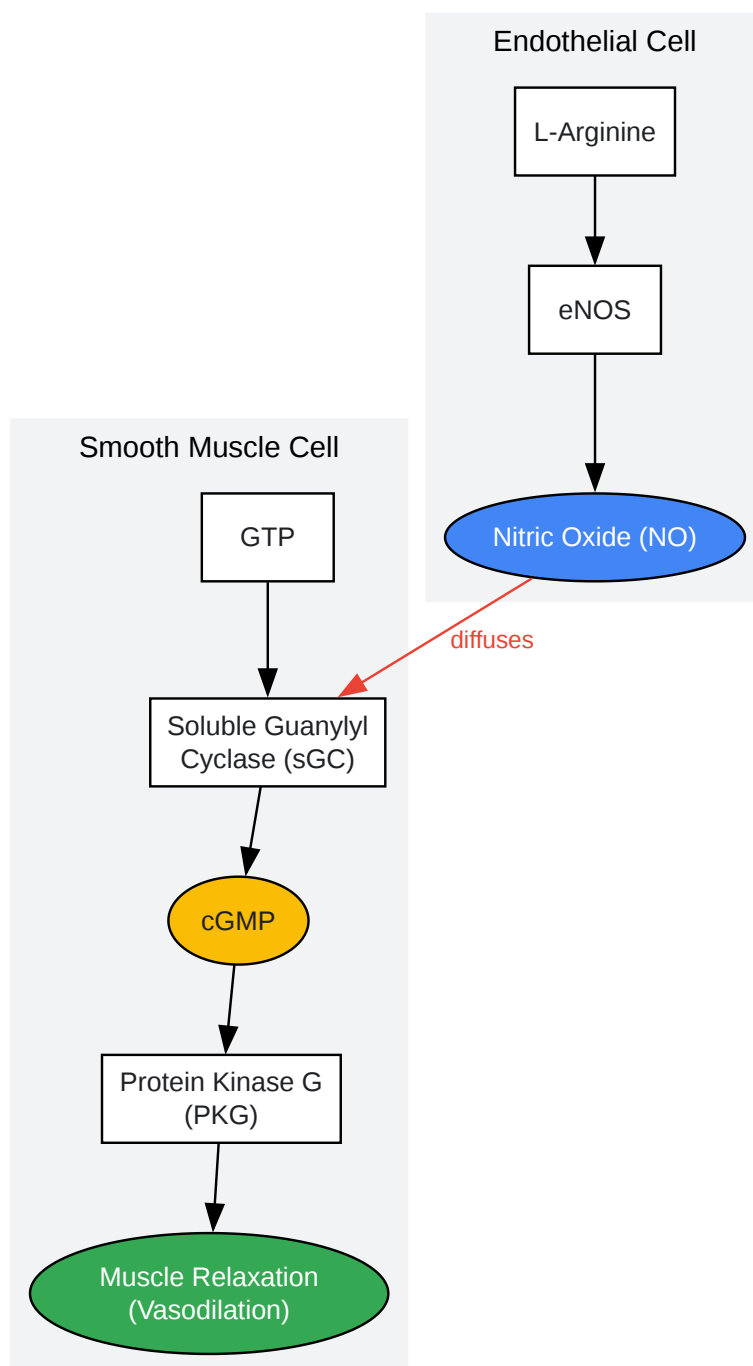 Endothelial Cell
L-Arginine
eNOS
Nitric Oxide (NO)
diffuses
Smooth Muscle Cell
GTP
Soluble Guanylyl
Cyclase (sGC)
cGMP
Protein Kinase G
(PKG)
Muscle Relaxation
(Vasodilation)